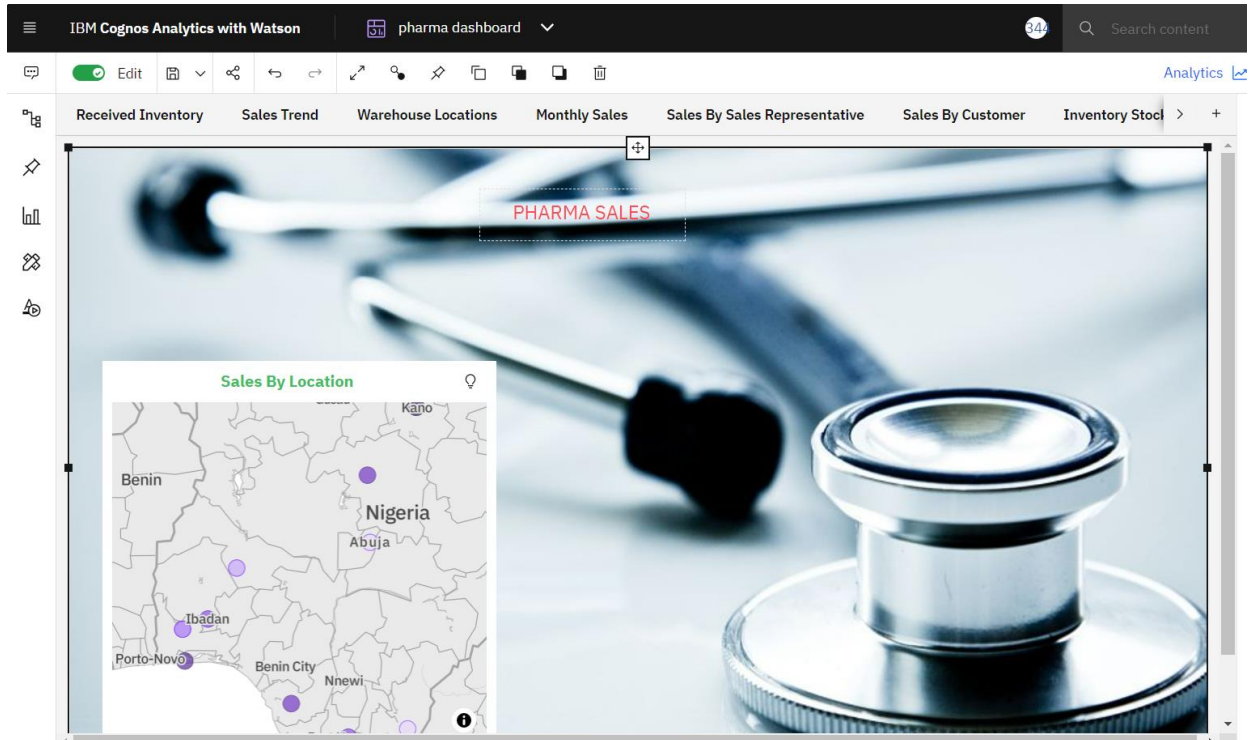 IBM Cognos Analytics with Watson
pharma dashboard
344
Search content
Edit
Analytics
Received Inventory
Sales Trend
Warehouse Locations
Monthly Sales
Sales By Sales Representative
Sales By Customer
Inventory Stock
PHARMA SALES
Sales By Location
Kano
Benin
Nigeria
Abuja
Ibadan
Porto-Novo
Benin City
Nnewi